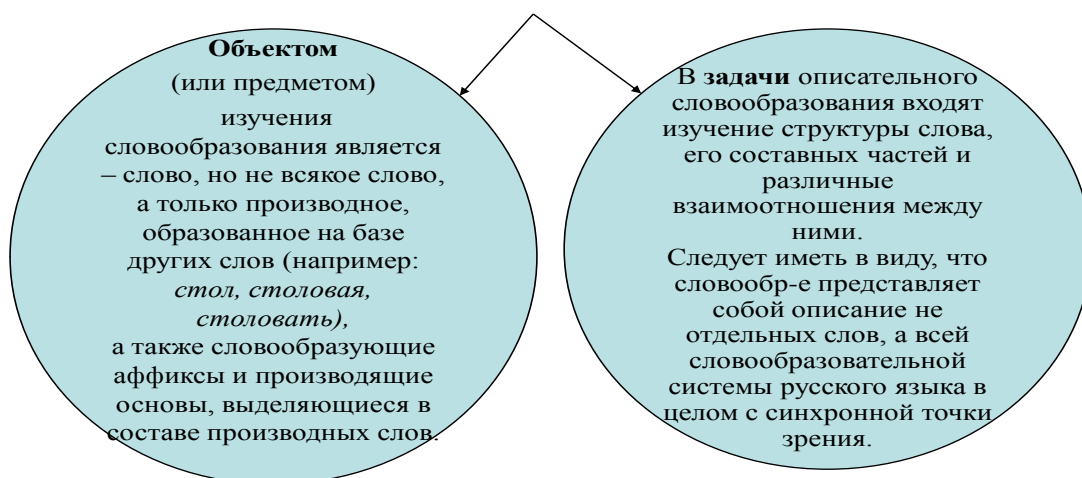 Объектом
(или предметом)
изучения
словообразования является
– слово, но не всякое слово,
а только производное,
образованное на базе
других слов (например:
стол, столовая,
столовать),
а также словообразующие
аффиксы и производящие
основы, выделяющиеся в
составе производных слов.
В задачи описательного
словообразования входят
изучение структуры слова,
его составных частей и
различные
взаимоотношения между
ними.
Следует иметь в виду, что
словообр-е представляет
собой описание не
отдельных слов, а всей
словообразовательной
системы русского языка в
целом с синхронной точки
зрения.